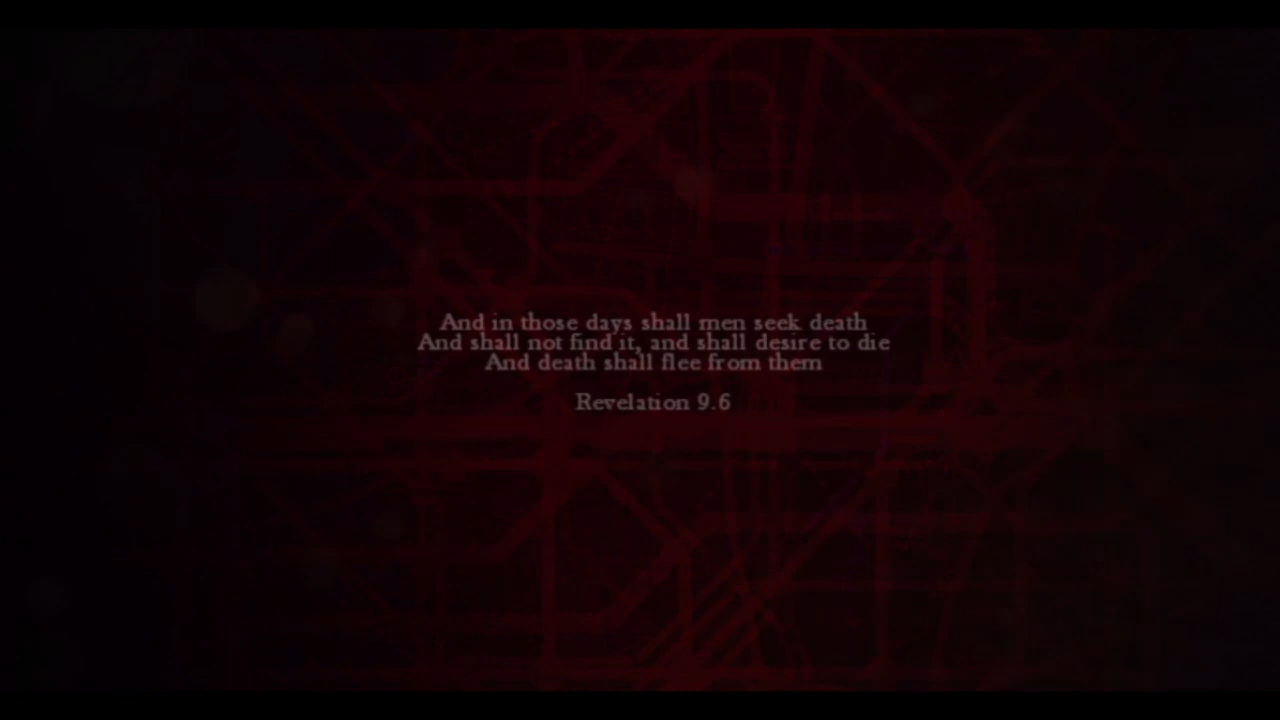 And in those days shall men seek death
And shall not find it, and shall desire to die
And death shall flee from them
Revelation 9.6